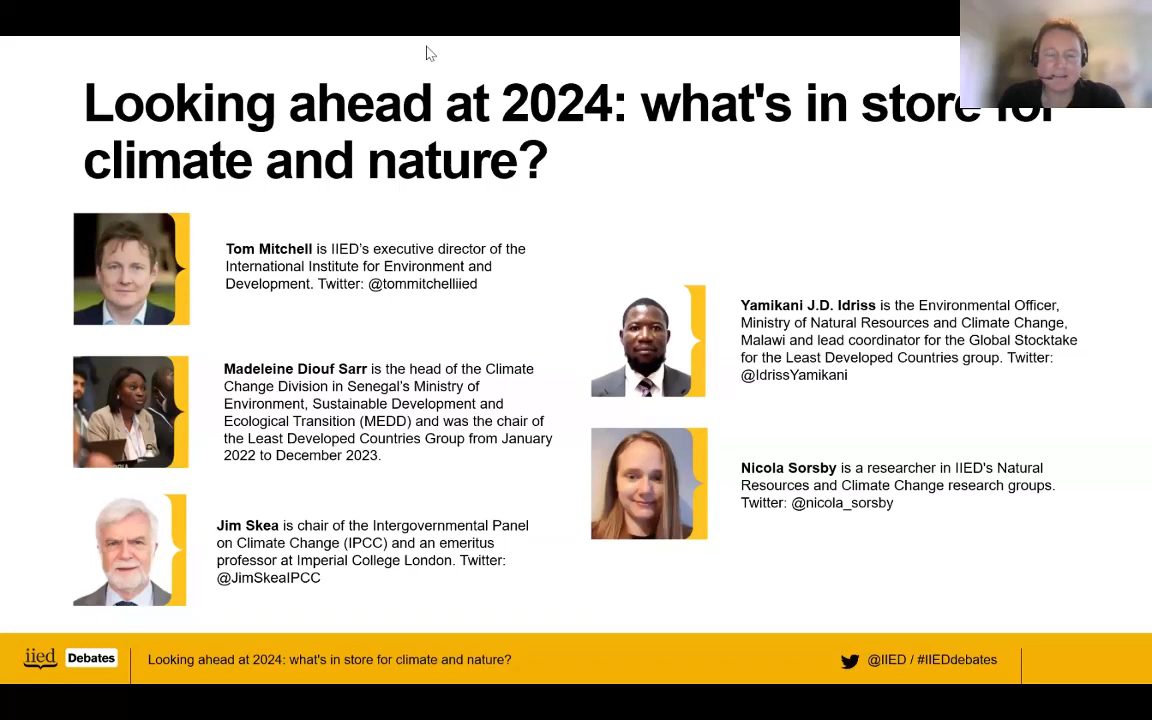 Looking ahead at 2024: what's in store for
climate and nature?
Tom Mitchell is IIED's executive director of the
International Institute for Environment and
Development. Twitter: @tommitchelliied
Madeleine Diouf Sarr is the head of the Climate
Change Division in Senegal's Ministry of
Environment, Sustainable Development and
Ecological Transition (MEDD) and was the chair of
the Least Developed Countries Group from January
2022 to December 2023.
Jim Skea is chair of the Intergovernmental Panel
on Climate Change (IPCC) and an emeritus
professor at Imperial College London. Twitter:
@JimSkeaIPCC
Yamikani J.D. Idriss is the Environmental Officer,
Ministry of Natural Resources and Climate Change,
Malawi and lead coordinator for the Global Stocktake
for the Least Developed Countries group. Twitter:
@IdrissYamikani
Nicola Sorsby is a researcher in IIED's Natural
Resources and Climate Change research groups.
Twitter: @nicola_sorsby
iied Debates
Looking ahead at 2024: what's in store for climate and nature?
@IIED / #IIEDdebates